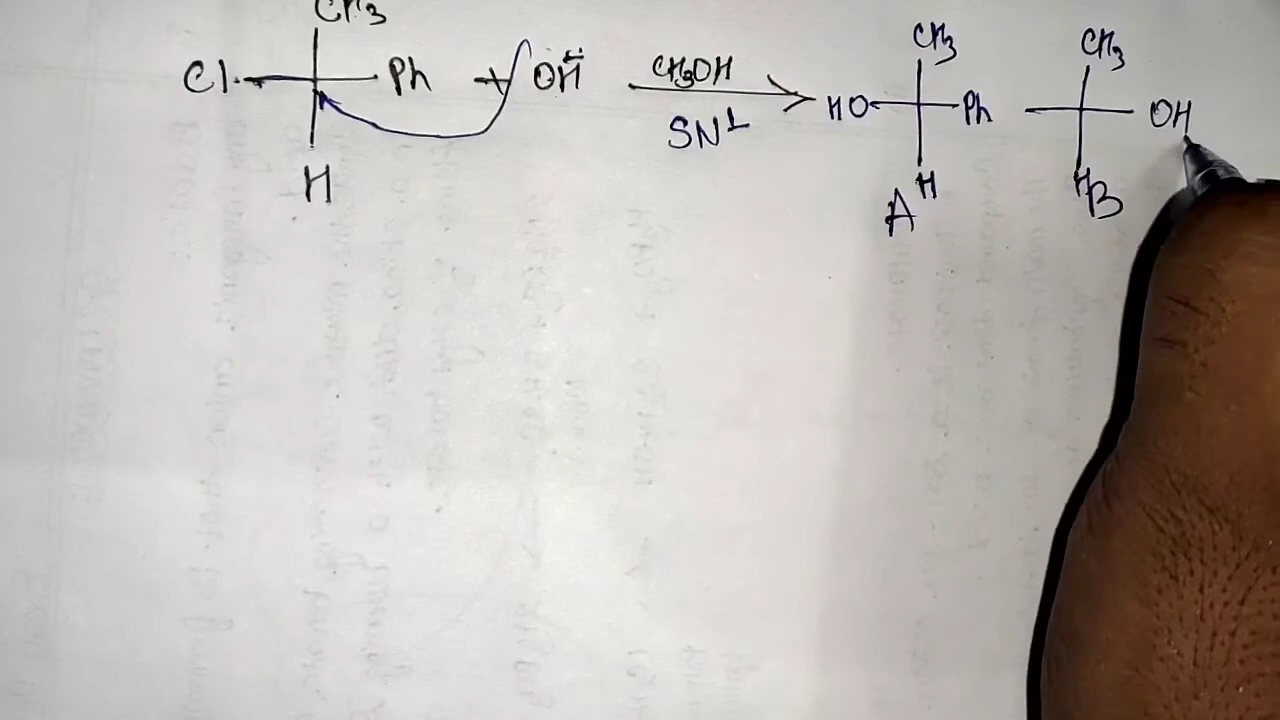 CH3
Cl Ph + OH⁻ CH3OH SN1
H
CH3
HO Ph
H
A
CH3
OH
H
B